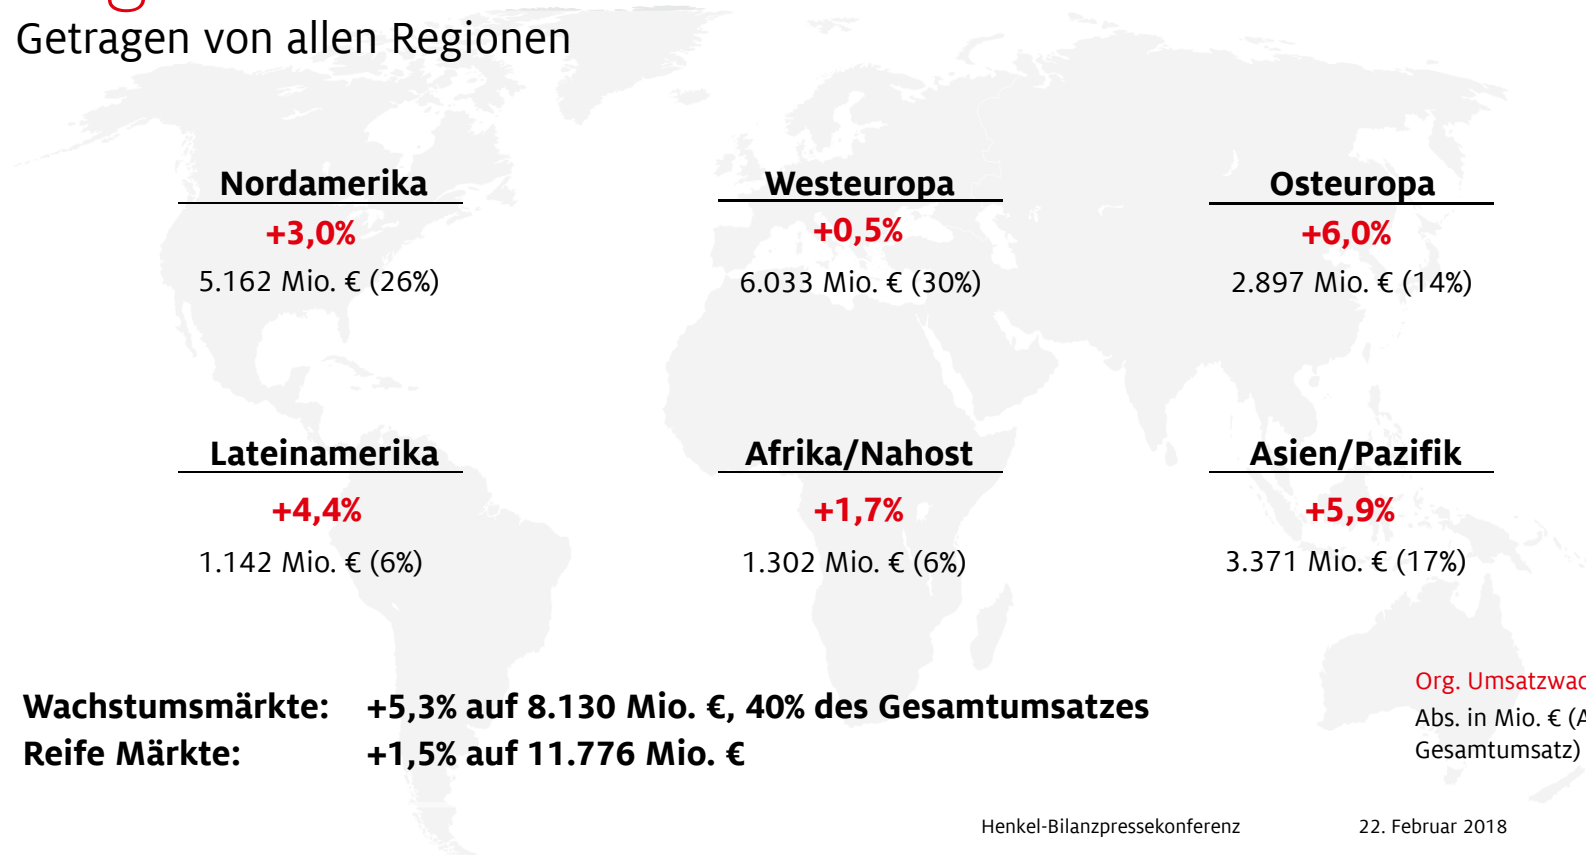 Getragen von allen Regionen
Nordamerika
+3,0%
5.162 Mio. € (26%)
Westeuropa
+0,5%
6.033 Mio. € (30%)
Osteuropa
+6,0%
2.897 Mio. € (14%)
Lateinamerika
+4,4%
1.142 Mio. € (6%)
Afrika/Nahost
+1,7%
1.302 Mio. € (6%)
Asien/Pazifik
+5,9%
3.371 Mio. € (17%)
Wachstumsmärkte: +5,3% auf 8.130 Mio. €, 40% des Gesamtumsatzes
Reife Märkte: +1,5% auf 11.776 Mio. €
Org.
Abs. in Mio. €
Gesamtumsatz)
Henkel-Bilanzpressekonferenz 22. Februar 2018